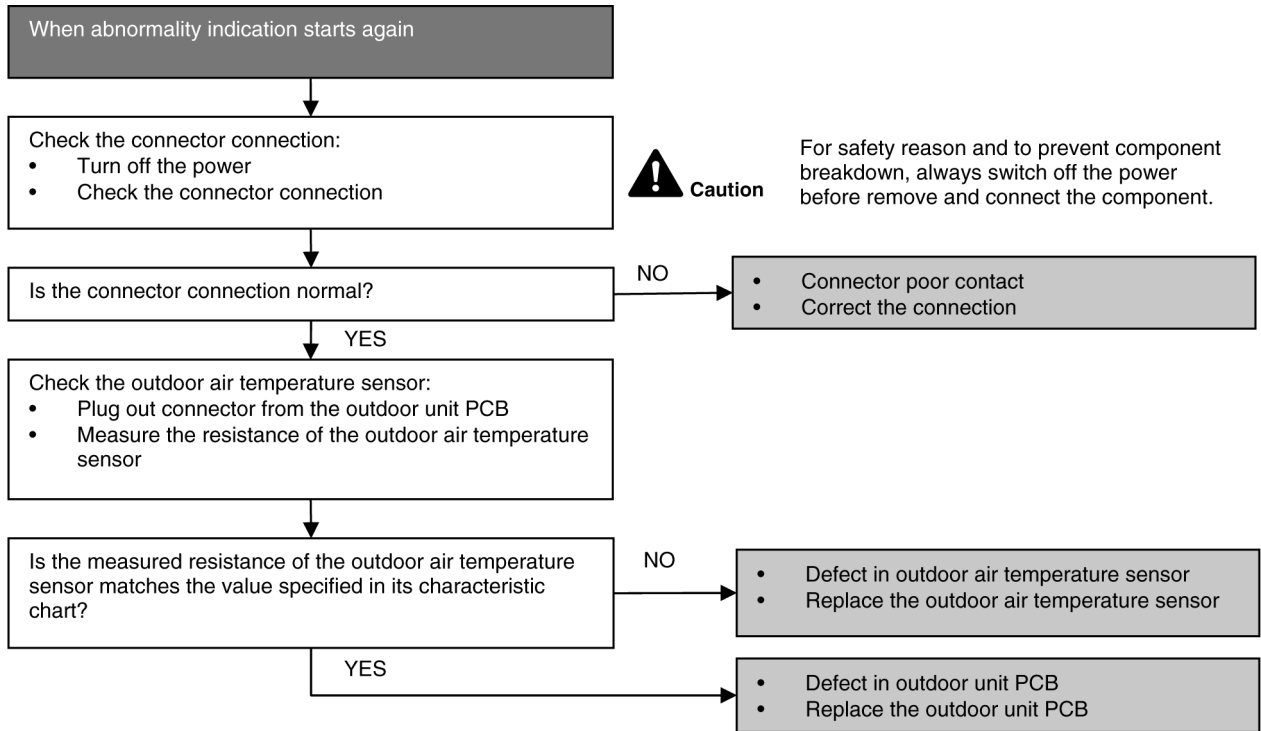 When abnormality indication starts again
Check the connector connection:
• Turn off the power
• Check the connector connection
Caution
For safety reason and to prevent component
breakdown, always switch off the power
before remove and connect the component.
Is the connector connection normal?
NO
• Connector poor contact
• Correct the connection
YES
Check the outdoor air temperature sensor:
• Plug out connector from the outdoor unit PCB
• Measure the resistance of the outdoor air temperature
sensor
Is the measured resistance of the outdoor air temperature
sensor matches the value specified in its characteristic
chart?
NO
• Defect in outdoor air temperature sensor
• Replace the outdoor air temperature sensor
YES
• Defect in outdoor unit PCB
• Replace the outdoor unit PCB